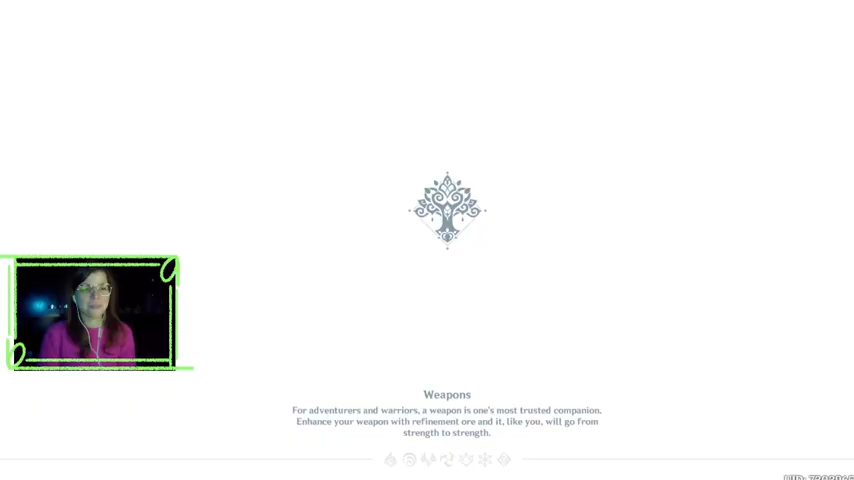 Weapons
For adventurers and warriors, a weapon is one's most trusted companion.
Enhance your weapon with refinement ore and it, like you, will go from
strength to strength.